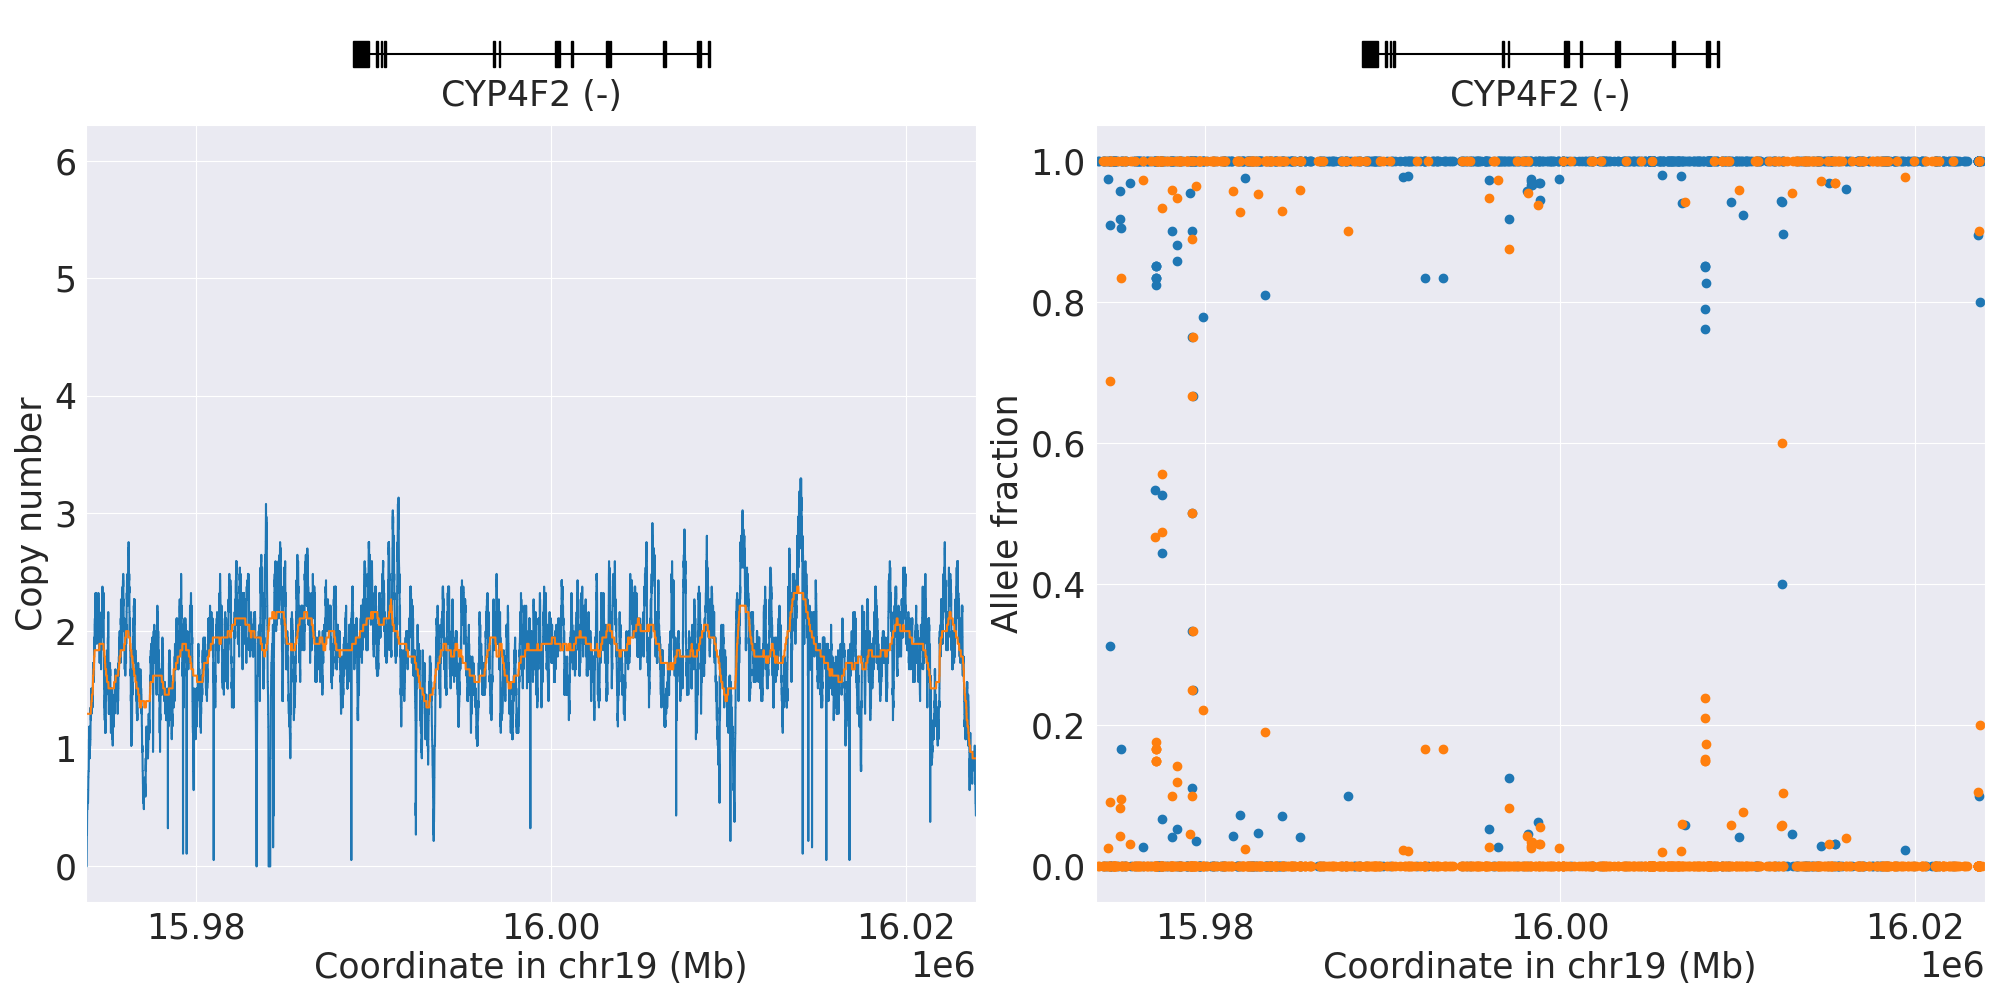 CYP4F2 (-)
6
5
4
3
2
1
0
Copy number
15.98
16.00
16.02
Coordinate in chr19 (Mb)
1e6
CYP4F2 (-)
1.0
0.8
0.6
0.4
0.2
0.0
Allele fraction
15.98
16.00
16.02
Coordinate in chr19 (Mb)
1e6